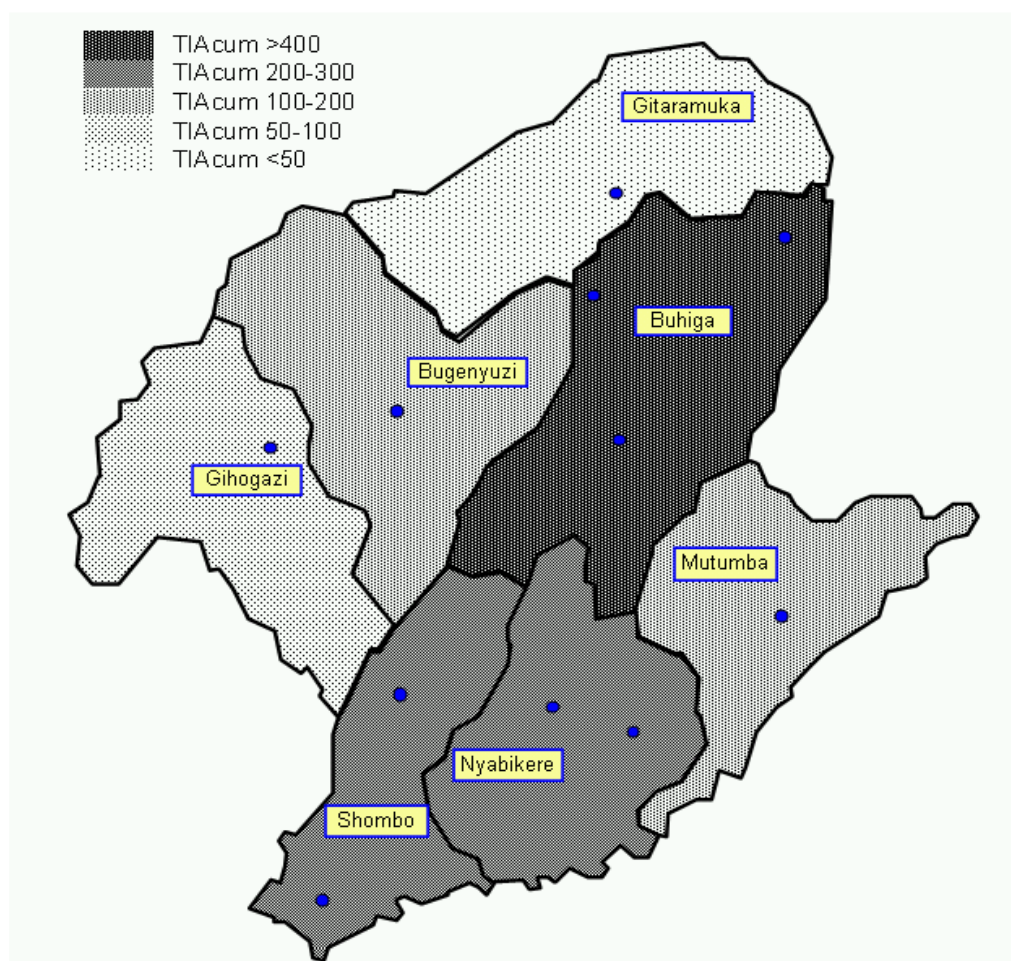 TIAcum >400
TIAcum 200-300
TIAcum 100-200
TIAcum 50-100
TIAcum <50
Gitaramuka
Buhiga
Bugenyuzi
Gihogazi
Mutumba
Nyabikere
Shombo